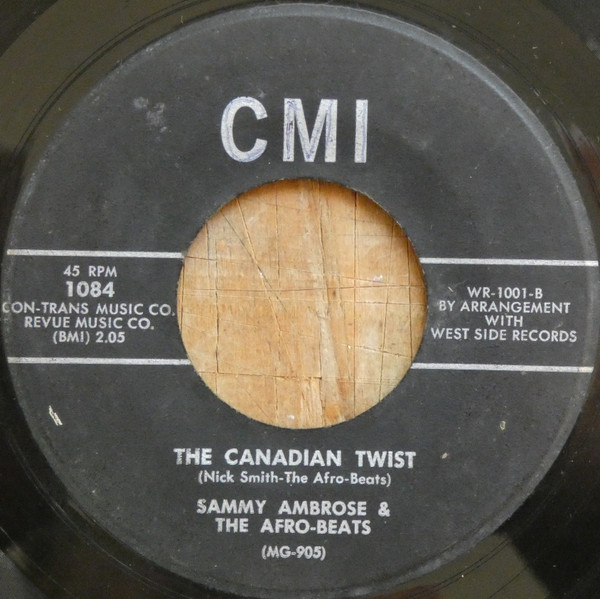 CMI
45 RPM
1084
CON-TRANS MUSIC CO.
REVUE MUSIC CO.
(BMI) 2.05
WR-1001-B
BY ARRANGEMENT
WITH
WEST SIDE RECORDS
THE CANADIAN TWIST
(Nick Smith-The Afro-Beats)
SAMMY AMBROSE &
THE AFRO-BEATS
(MG-905)